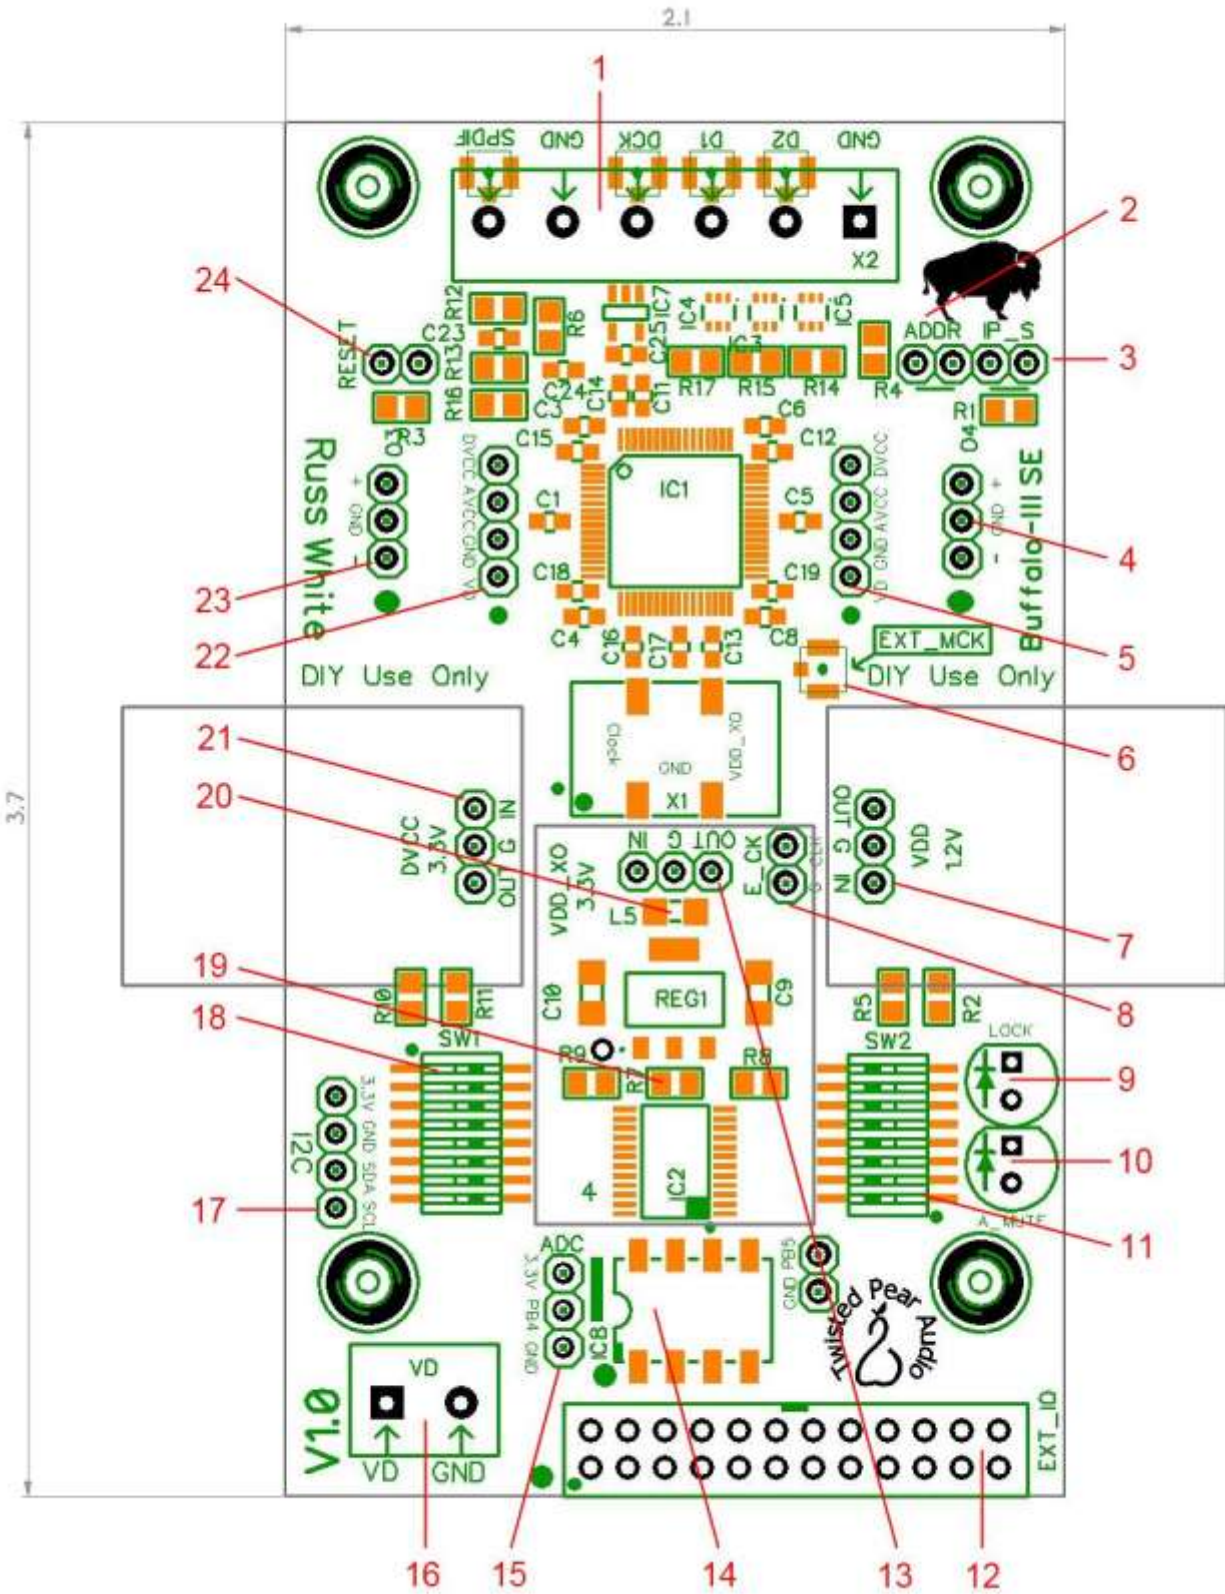 2.1
1
SPDIF GND DCK D1 D2 GND
X2
2
24
R12 R6 IC7 IC4 IC5
ADDR IP_S
RESET C23 C25 IC3
3
R13 C24 C14 C11 R17 R15 R14 R4
R16 C3 R1
R3 C15 C6 C12
D3 D4
DVCC AVCC GND VD
+ GND -
Russ White
IC1
C1 C5
DVCC AVCC GND VD
+ GND -
Buffalo-III SE
4
23
C18 C19
22
C4 C16 C17 C13 C8
EXT_MCK
5
DIY Use Only
DIY Use Only
21
Clock GND VDD_XO
X1
6
20
3.7
DVCC 3.3V
IN G OUT
VDD_XO 3.3V
IN G OUT
E_CK
OUT G IN
VDD 1.2V
L5
7
19
R10 R11
C10 REG1 C9
R5 R2
8
18
SW1
R9 R7 R8
SW2
LOCK
9
I2C
3.3V GND SDA SCL
4
IC2
10
17
A_MUTE
11
ADC
3.3V PB4 GND
IC8
GND PB5
Twisted Pear Audio
V1.0
VD
VD GND
EXT_IO
16 15 14 13 12